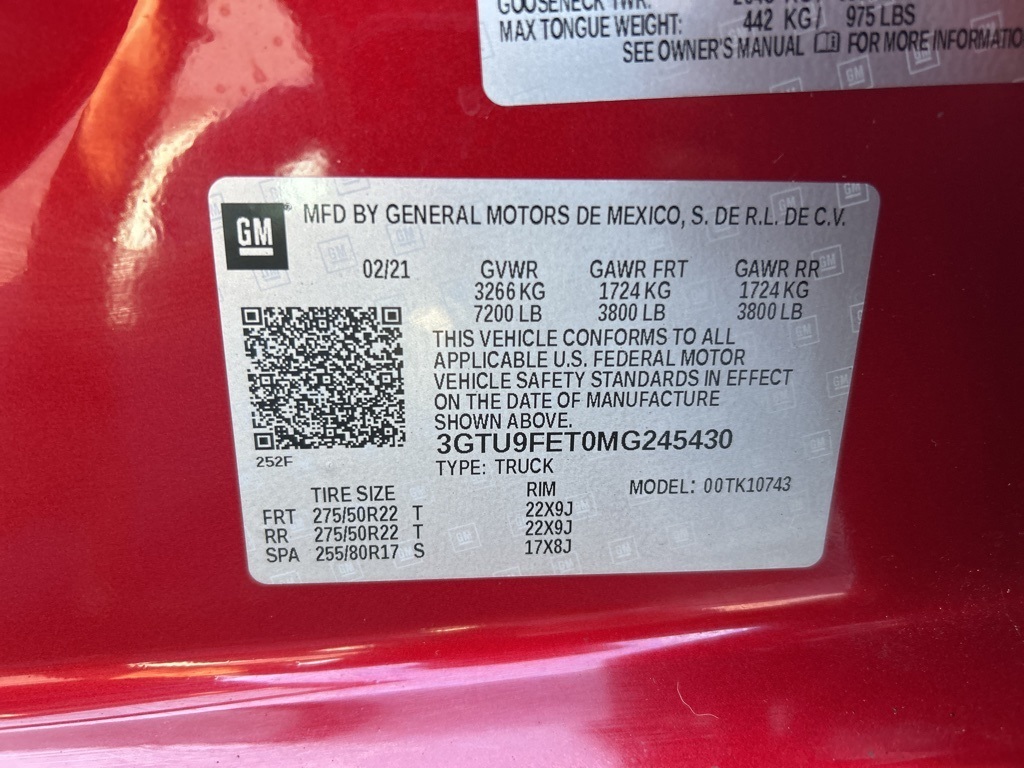 GOOSENECK TWR:
MAX TONGUE WEIGHT: 442 KG/ 975 LBS
SEE OWNER'S MANUAL FOR MORE INFORMATIO
GM MFD BY GENERAL MOTORS DE MEXICO, S. DE R.L. DE C.V.
02/21 GVWR GAWR FRT GAWR RR
3266 KG 1724 KG 1724 KG
7200 LB 3800 LB 3800 LB
THIS VEHICLE CONFORMS TO ALL
APPLICABLE U.S. FEDERAL MOTOR
VEHICLE SAFETY STANDARDS IN EFFECT
ON THE DATE OF MANUFACTURE
SHOWN ABOVE.
3GTU9FET0MG245430
252F TYPE: TRUCK
TIRE SIZE RIM MODEL: 00TK10743
FRT 275/50R22 T 22X9J
RR 275/50R22 T 22X9J
SPA 255/80R17 S 17X8J